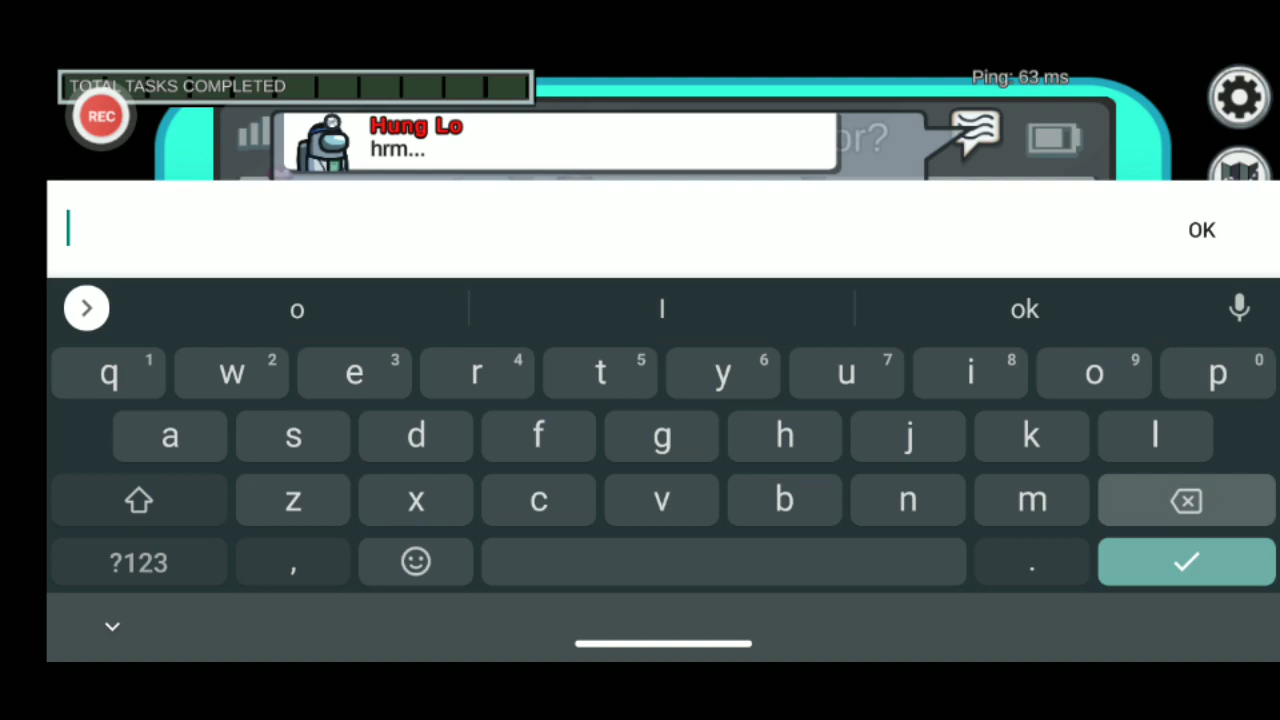 TOTAL TASKS COMPLETED
Ping: 63 ms
REC
Hung Lo
or?
hrm...
OK
o I ok
q 1 w 2 e 3 r 4 t 5 y 6 u 7 i 8 o 9 p 0
a s d f g h j k l
z x c v b n m
?123 , .